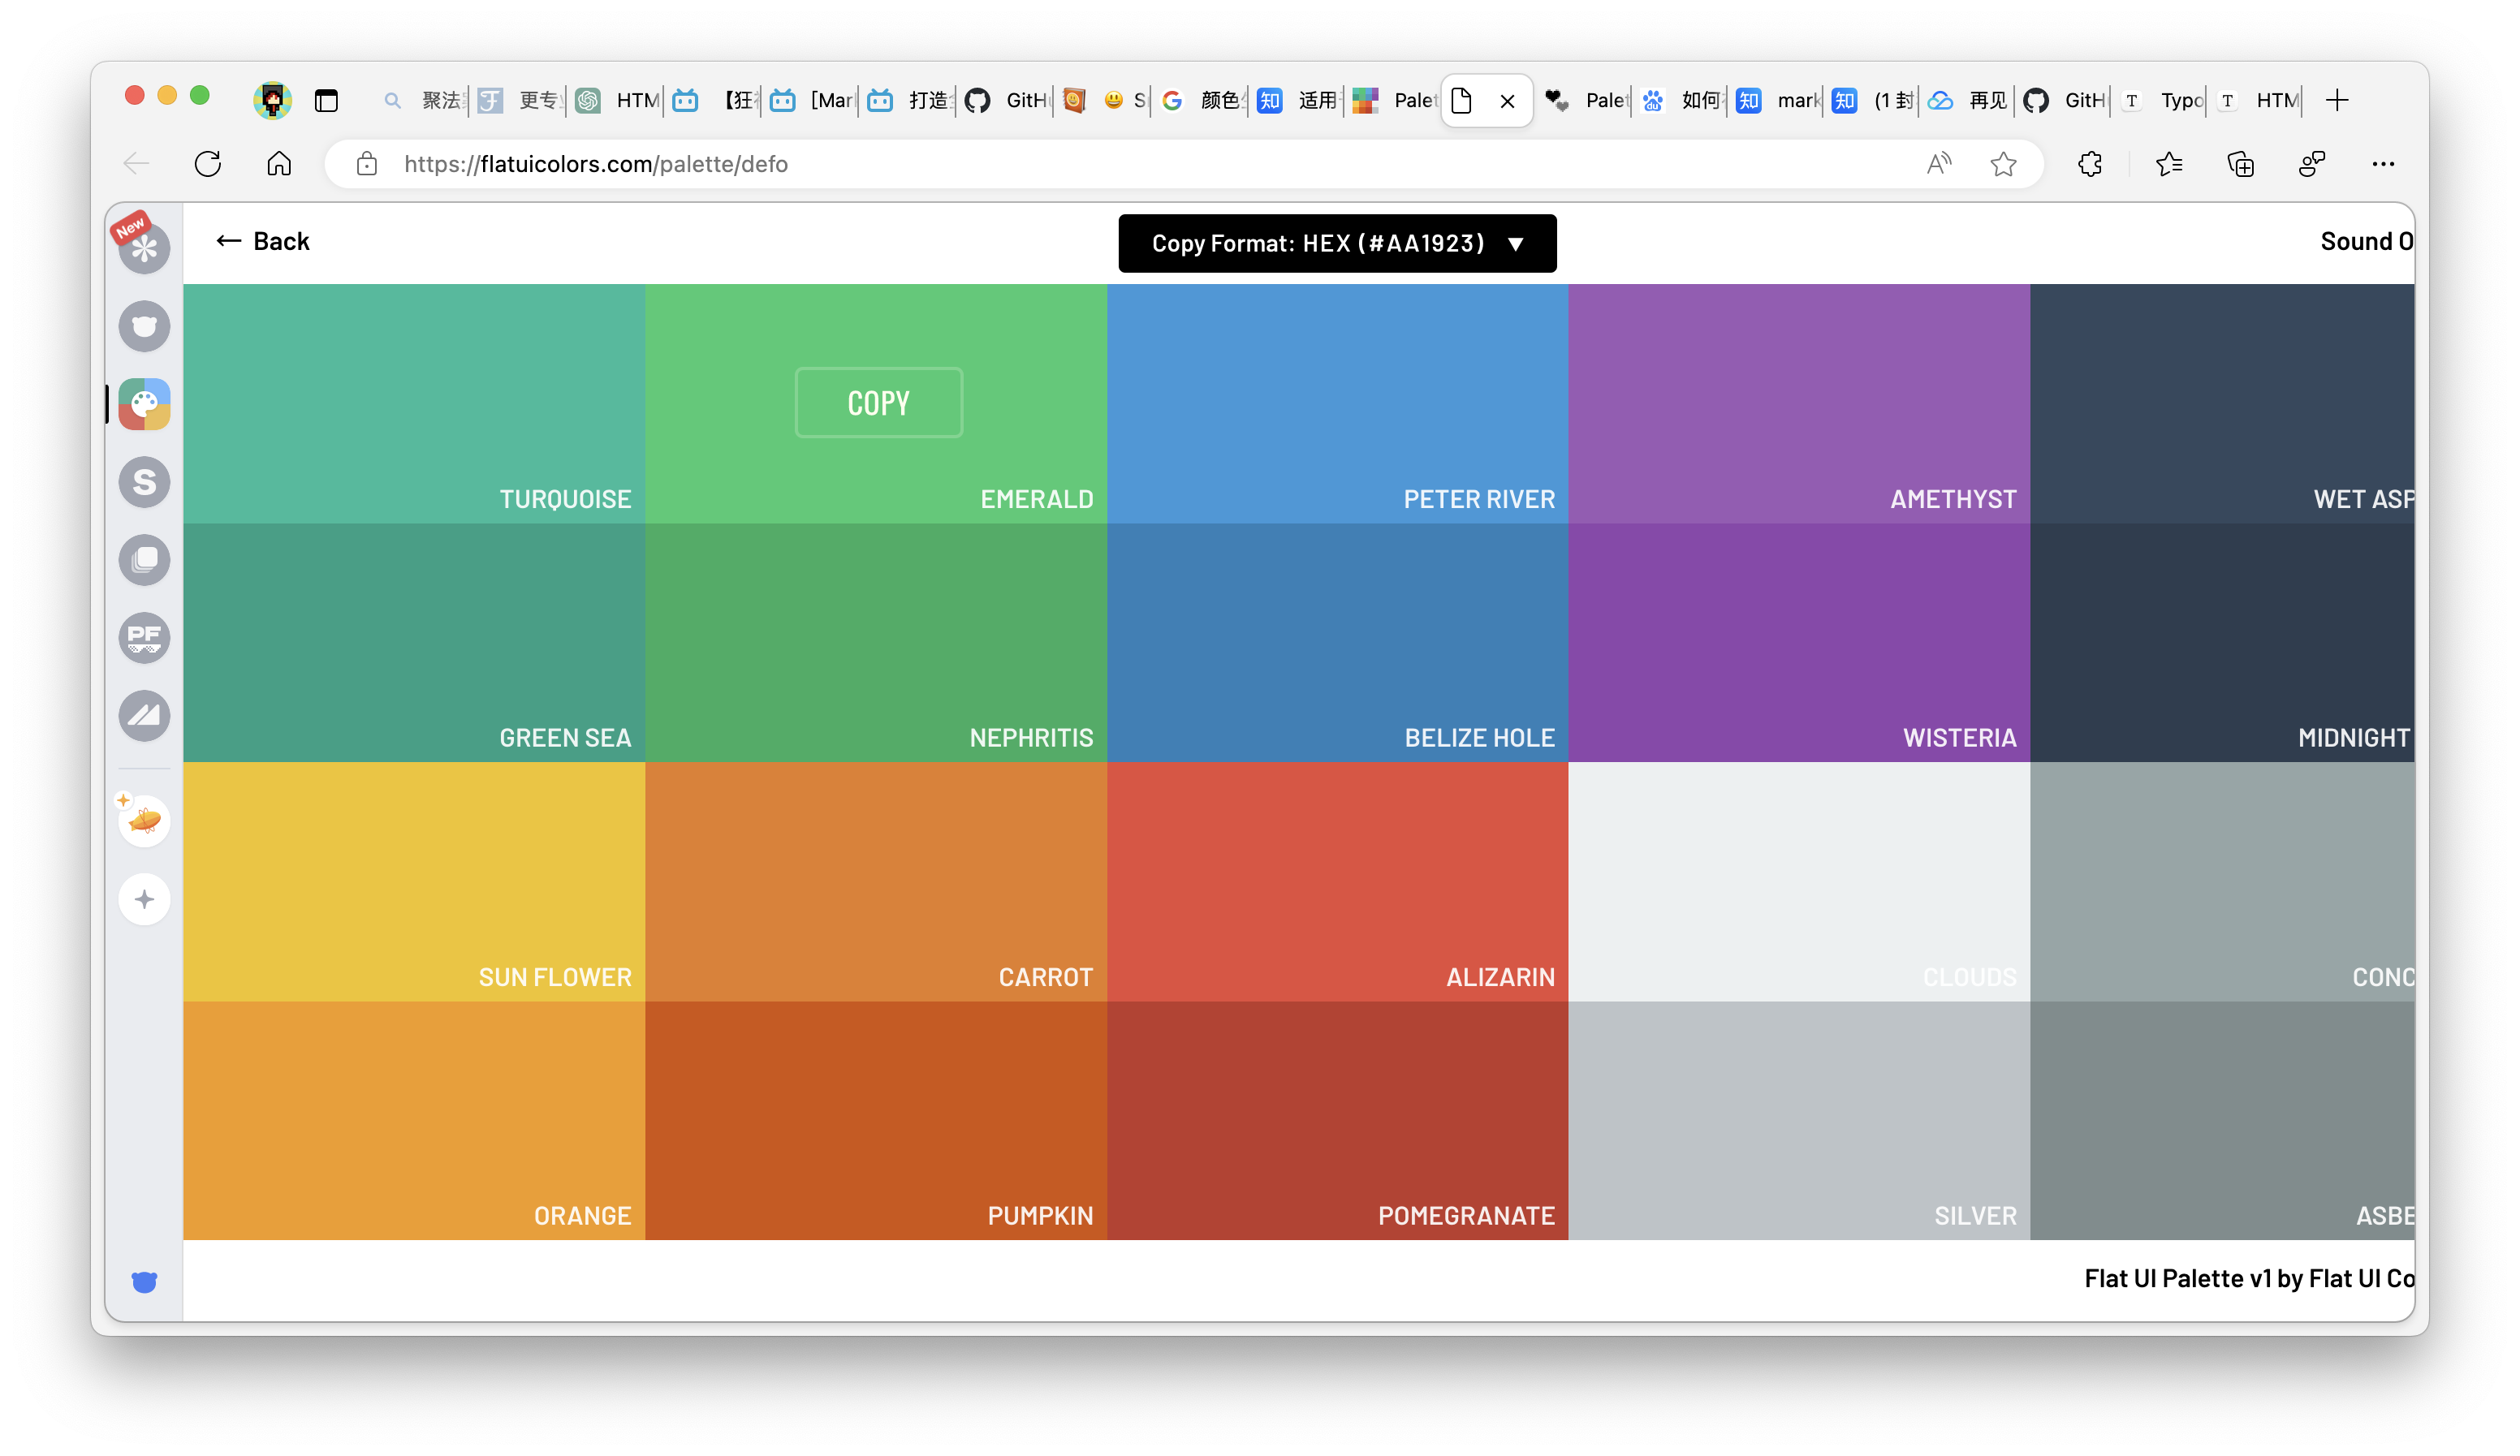 聚法 更专 HTM 【狂 [Mar 打造 GitH S 颜色 适用 Palet Palet 如何 mark (1 封 再见 GitH Typo HTM
https://flatuicolors.com/palette/defo
New
← Back Copy Format: HEX (#AA1923) ▼ Sound O
COPY
TURQUOISE EMERALD PETER RIVER AMETHYST WET ASP
S
PF
GREEN SEA NEPHRITIS BELIZE HOLE WISTERIA MIDNIGHT
SUN FLOWER CARROT ALIZARIN CLOUDS CONC
ORANGE PUMPKIN POMEGRANATE SILVER ASBE
Flat UI Palette v1 by Flat UI Co